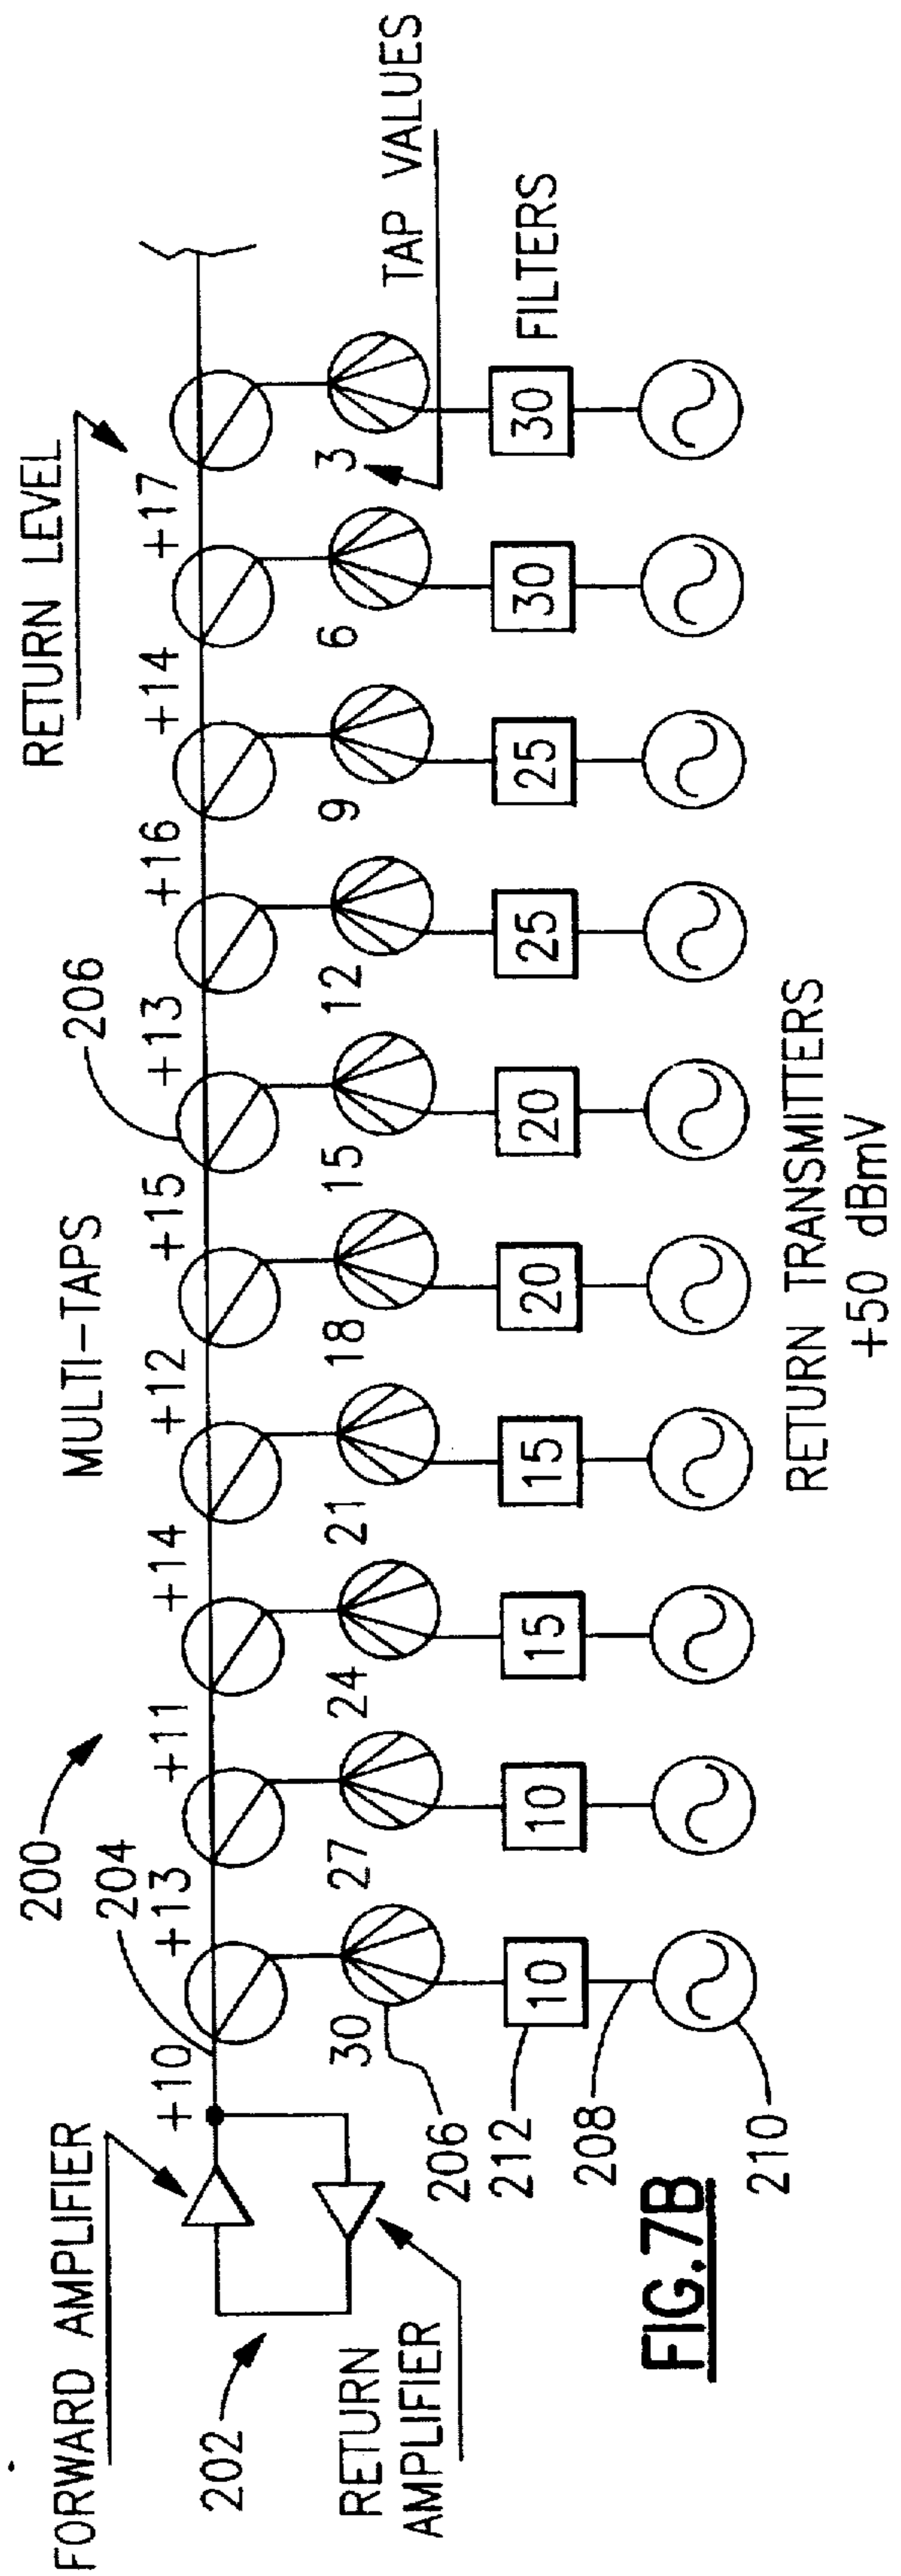 FORWARD AMPLIFIER
200
MULTI-TAPS
RETURN LEVEL
204
206
+10 +13 +11 +14 +12 +15 +13 +16 +14 +17
202
RETURN
AMPLIFIER
30 27 24 21 18 15 12 9 6 3
TAP VALUES
206
212
10 10 15 15 20 20 25 25 30 30
FILTERS
208
210
RETURN TRANSMITTERS
+50 dBmV
FIG.7B